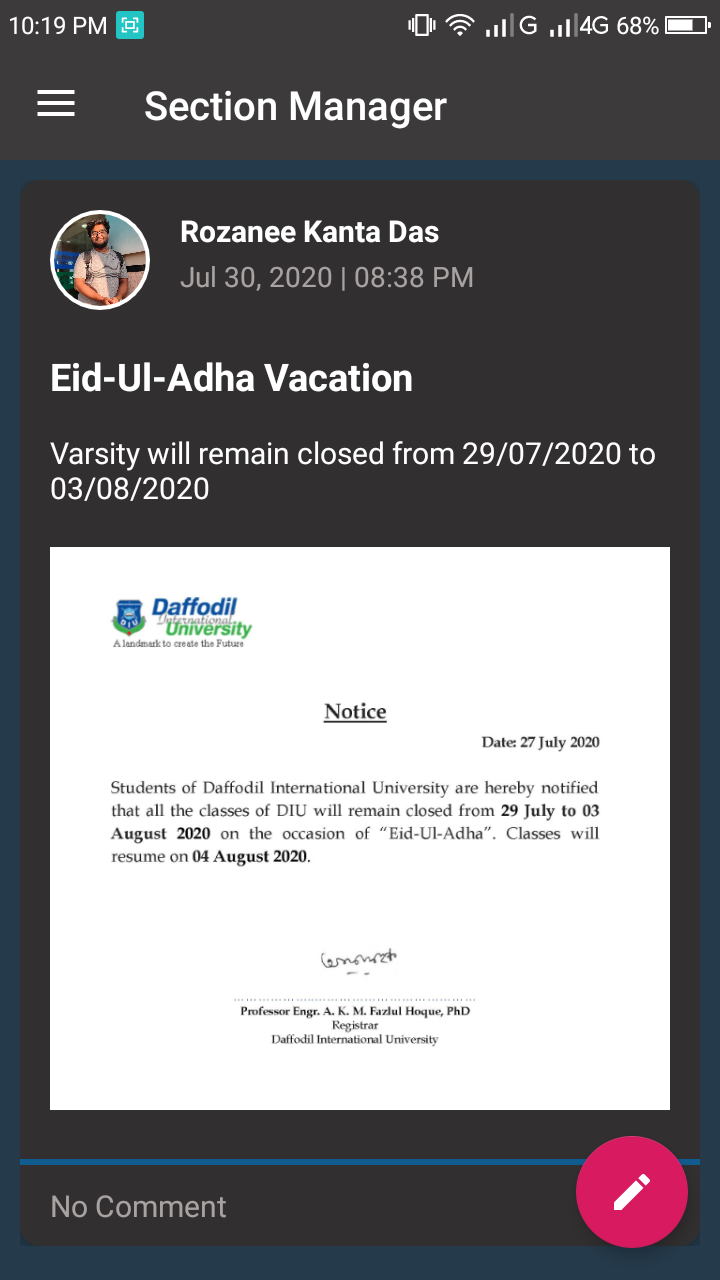 10:19 PM G 4G 68%
Section Manager
Rozanee Kanta Das
Jul 30, 2020 | 08:38 PM
Eid-Ul-Adha Vacation
Varsity will remain closed from 29/07/2020 to
03/08/2020
DIU
Daffodil
International
University
A landmark to create the Future
Notice
Date: 27 July 2020
Students of Daffodil International University are hereby notified
that all the classes of DIU will remain closed from 29 July to 03
August 2020 on the occasion of “Eid-Ul-Adha”. Classes will
resume on 04 August 2020.
Professor Engr. A. K. M. Fazlul Hoque, PhD
Registrar
Daffodil International University
No Comment